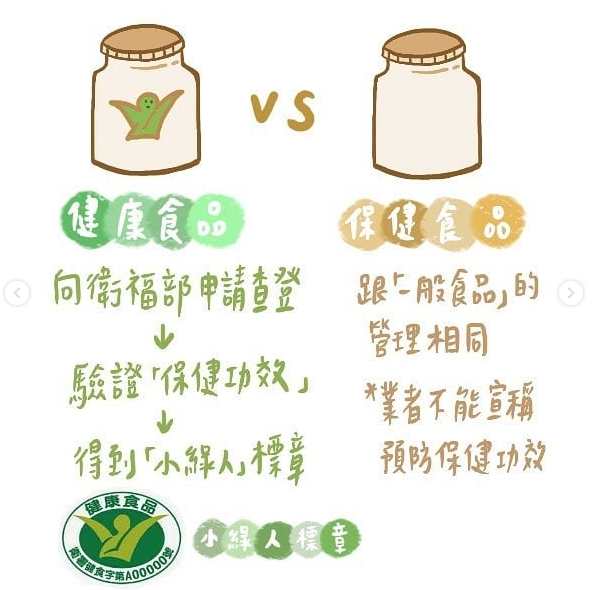 vs
健康食品
向衛福部申請查登
↓
驗證「保健功效」
↓
得到「小綠人」標章
健康食品
衛署健食字第A00000號
小綠人標章
保健食品
跟「一般食品」的
管理相同
*業者不能宣稱
預防保健功效